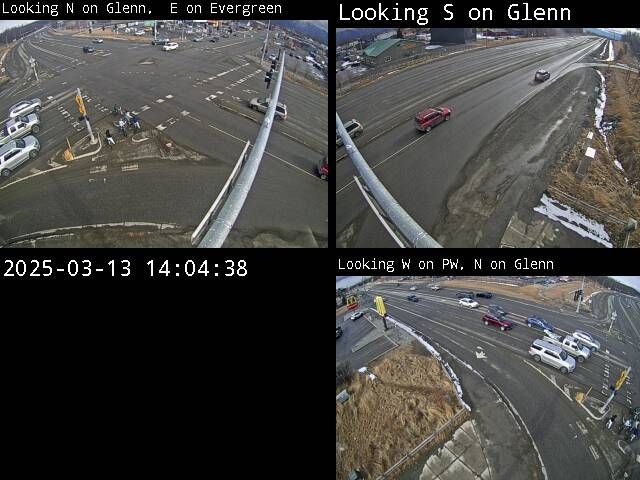 Looking N on Glenn,  E on Evergreen
Looking S on Glenn
2025-03-13 14:04:38
Looking W on PW, N on Glenn